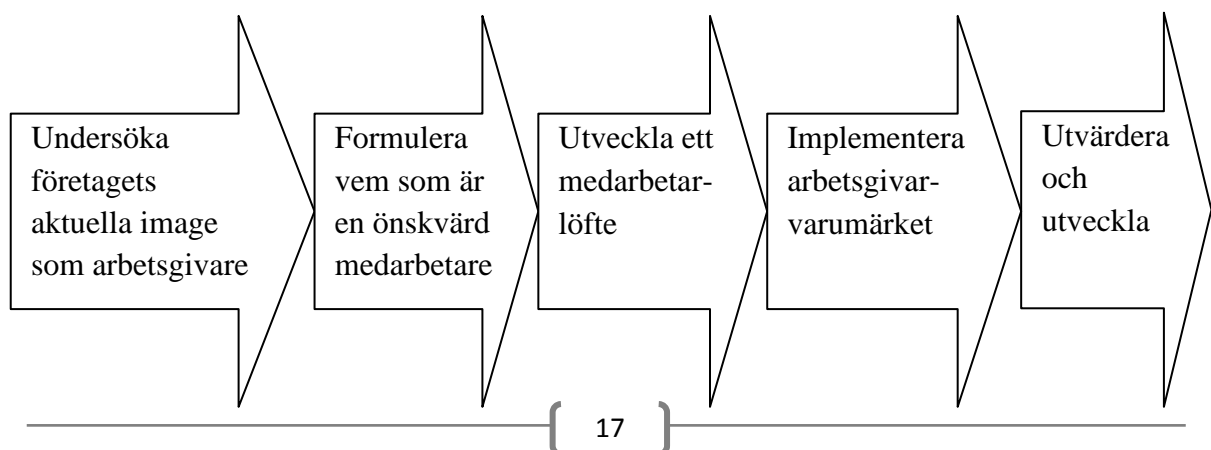 Undersöka
företagets
aktuella image
som arbetsgivare
Formulera
vem som är
en önskvärd
medarbetare
Utveckla ett
medarbetar-
löfte
Implementera
arbetsgivar-
varumärket
Utvärdera
och
utveckla
17